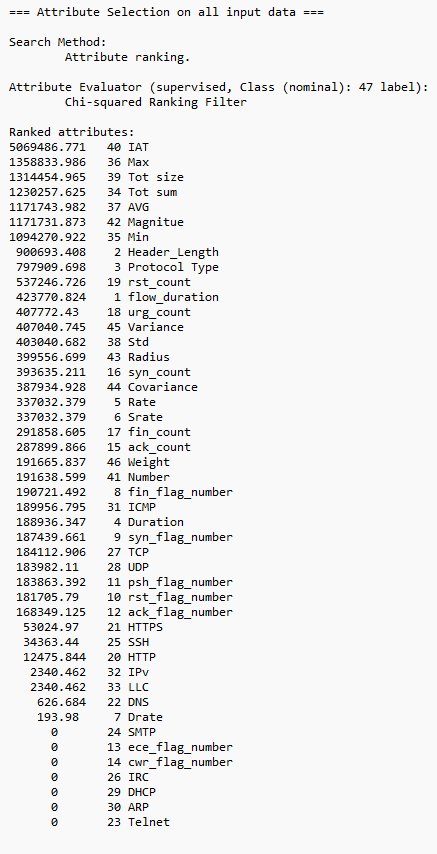 === Attribute Selection on all input data ===
Search Method:
Attribute ranking.
Attribute Evaluator (supervised, Class (nominal): 47 label):
Chi-squared Ranking Filter
Ranked attributes:
5069486.771 40 IAT
1358833.986 36 Max
1314454.965 39 Tot size
1230257.625 34 Tot sum
1171743.982 37 AVG
1171731.873 42 Magnitue
1094270.922 35 Min
900693.408 2 Header_Length
797909.698 3 Protocol Type
537246.726 19 rst_count
423770.824 1 flow_duration
407772.43 18 urg_count
407040.745 45 Variance
403040.682 38 Std
399556.699 43 Radius
393635.211 16 syn_count
387934.928 44 Covariance
337032.379 5 Rate
337032.379 6 Srate
291858.605 17 fin_count
287899.866 15 ack_count
191665.837 46 Weight
191638.599 41 Number
190721.492 8 fin_flag_number
189956.795 31 ICMP
188936.347 4 Duration
187439.661 9 syn_flag_number
184112.906 27 TCP
183982.11 28 UDP
183863.392 11 psh_flag_number
181705.79 10 rst_flag_number
168349.125 12 ack_flag_number
53024.97 21 HTTPS
34363.44 25 SSH
12475.844 20 HTTP
2340.462 32 IPv
2340.462 33 LLC
626.684 22 DNS
193.98 7 Drate
0 24 SMTP
0 13 ece_flag_number
0 14 cwr_flag_number
0 26 IRC
0 29 DHCP
0 30 ARP
0 23 Telnet